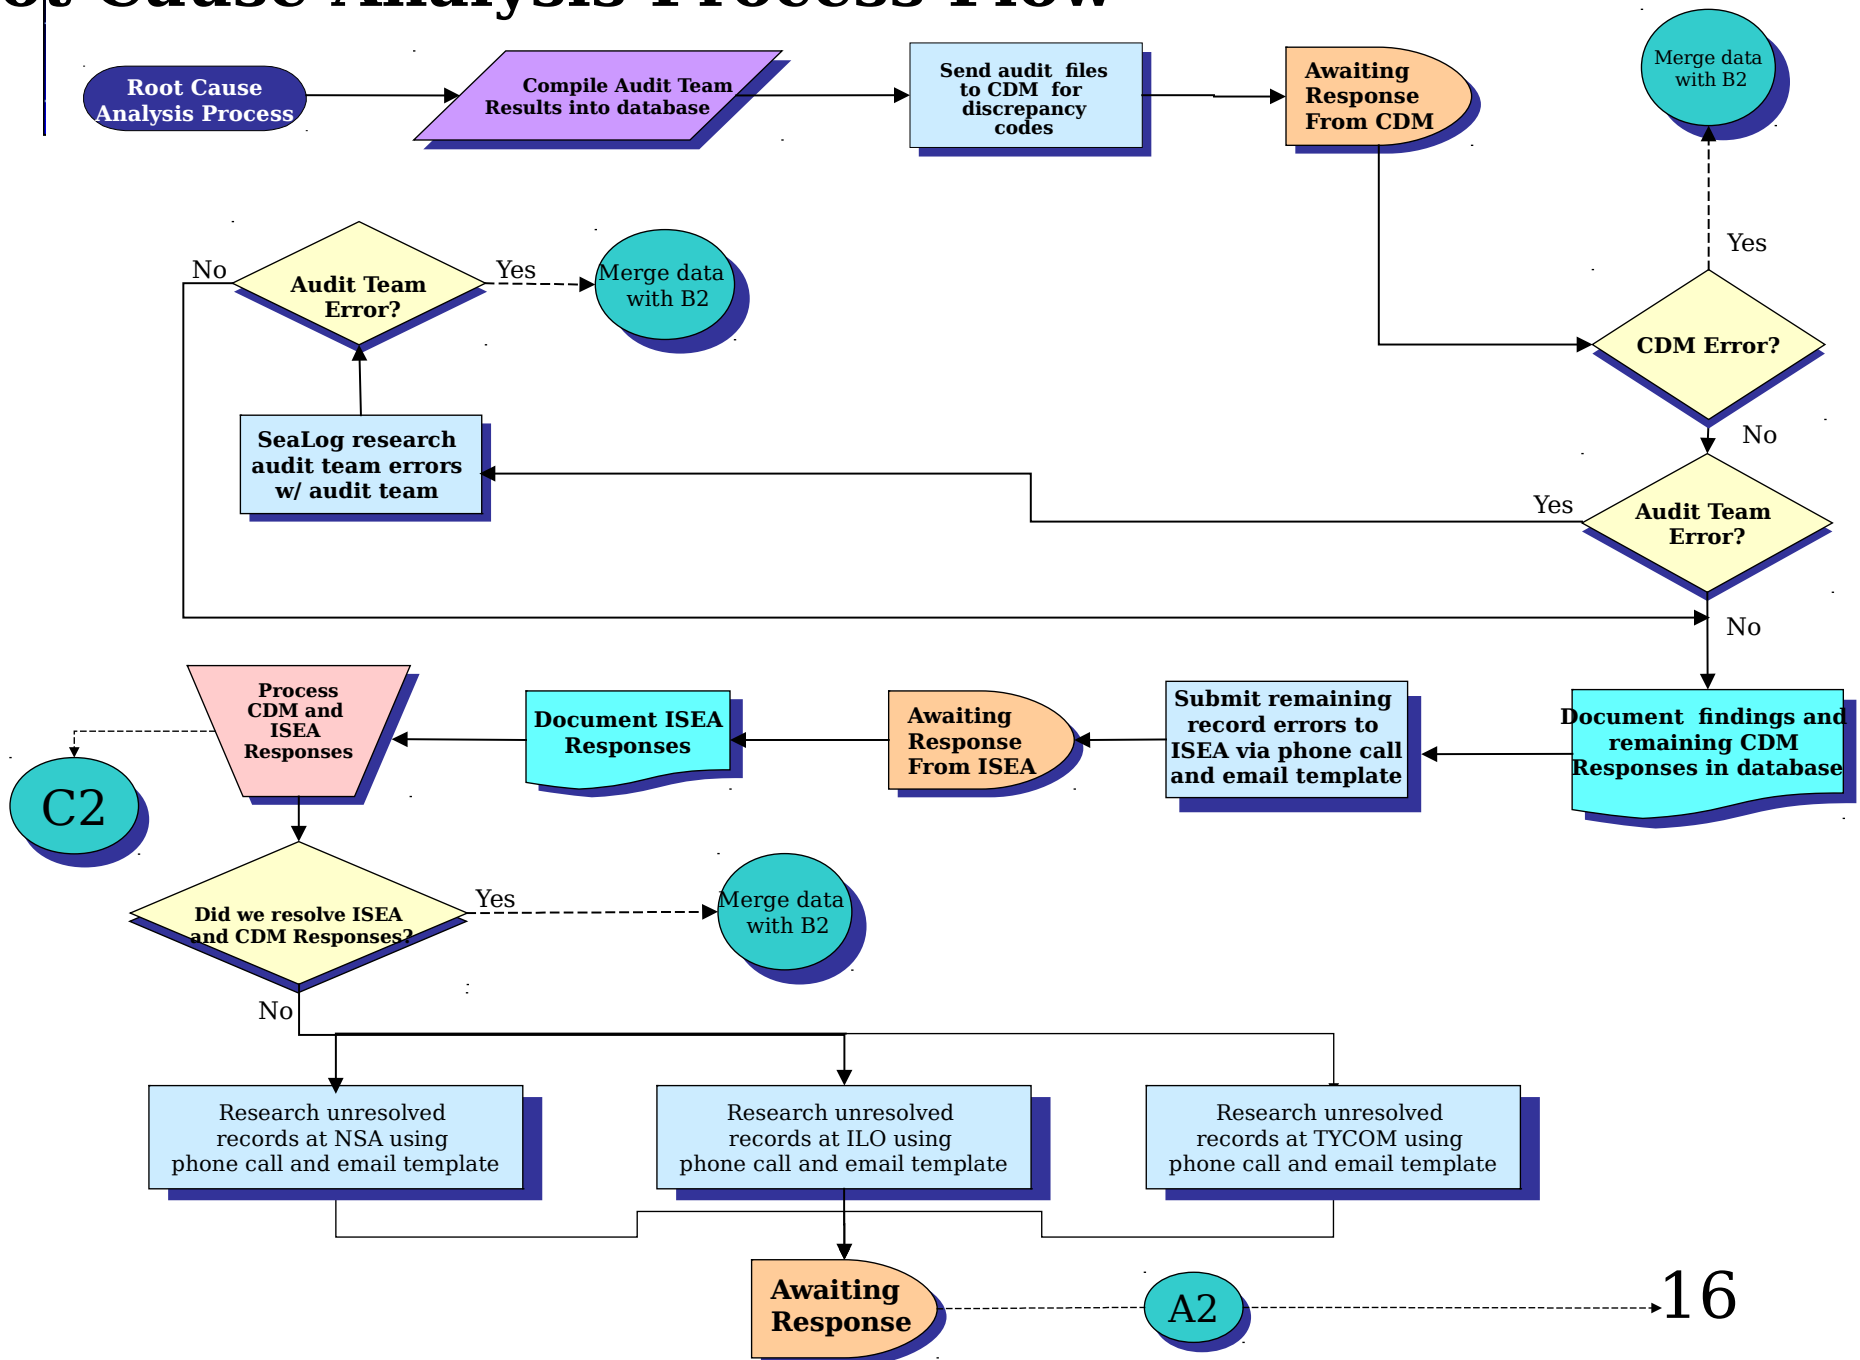 ot Cause Analysis Process Flow
Root Cause
Analysis Process
Compile Audit Team
Results into database
Send audit files
to CDM for
discrepancy
codes
Awaiting
Response
From CDM
Merge data
with B2
Yes
CDM Error?
No
Audit Team
Error?
Yes
No
SeaLog research
audit team errors
w/ audit team
Audit Team
Error?
No
Yes
Merge data
with B2
Document findings and
remaining CDM
Responses in database
Submit remaining
record errors to
ISEA via phone call
and email template
Awaiting
Response
From ISEA
Document ISEA
Responses
Process
CDM and
ISEA
Responses
C2
Did we resolve ISEA
and CDM Responses?
Yes
Merge data
with B2
No
Research unresolved
records at NSA using
phone call and email template
Research unresolved
records at ILO using
phone call and email template
Research unresolved
records at TYCOM using
phone call and email template
Awaiting
Response
A2
16